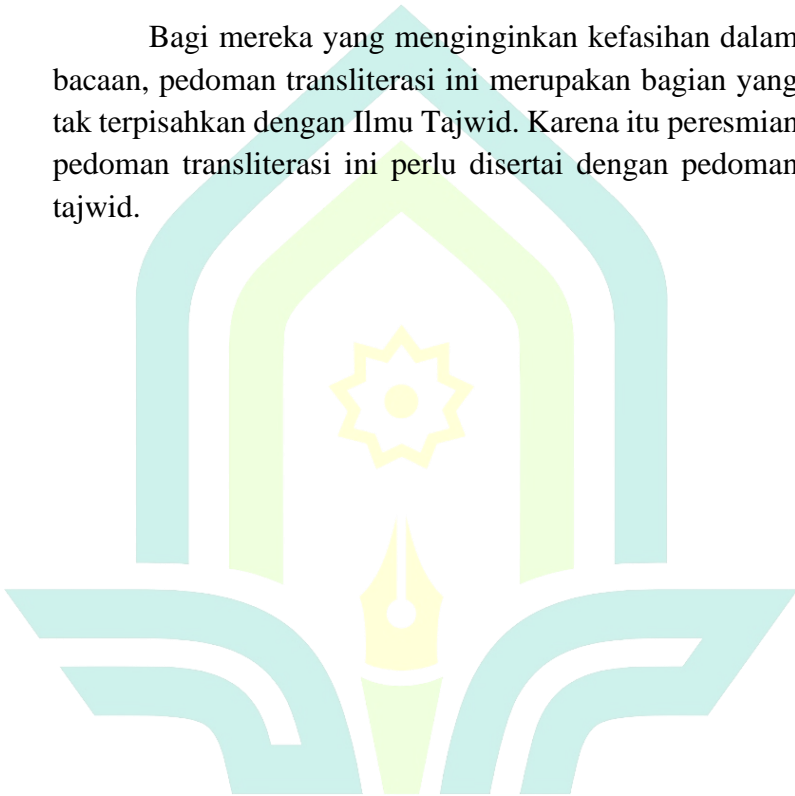 Bagi mereka yang menginginkan kefasihan dalam
bacaan, pedoman transliterasi ini merupakan bagian yang
tak terpisahkan dengan Ilmu Tajwid. Karena itu peresmian
pedoman transliterasi ini perlu disertai dengan pedoman
tajwid.